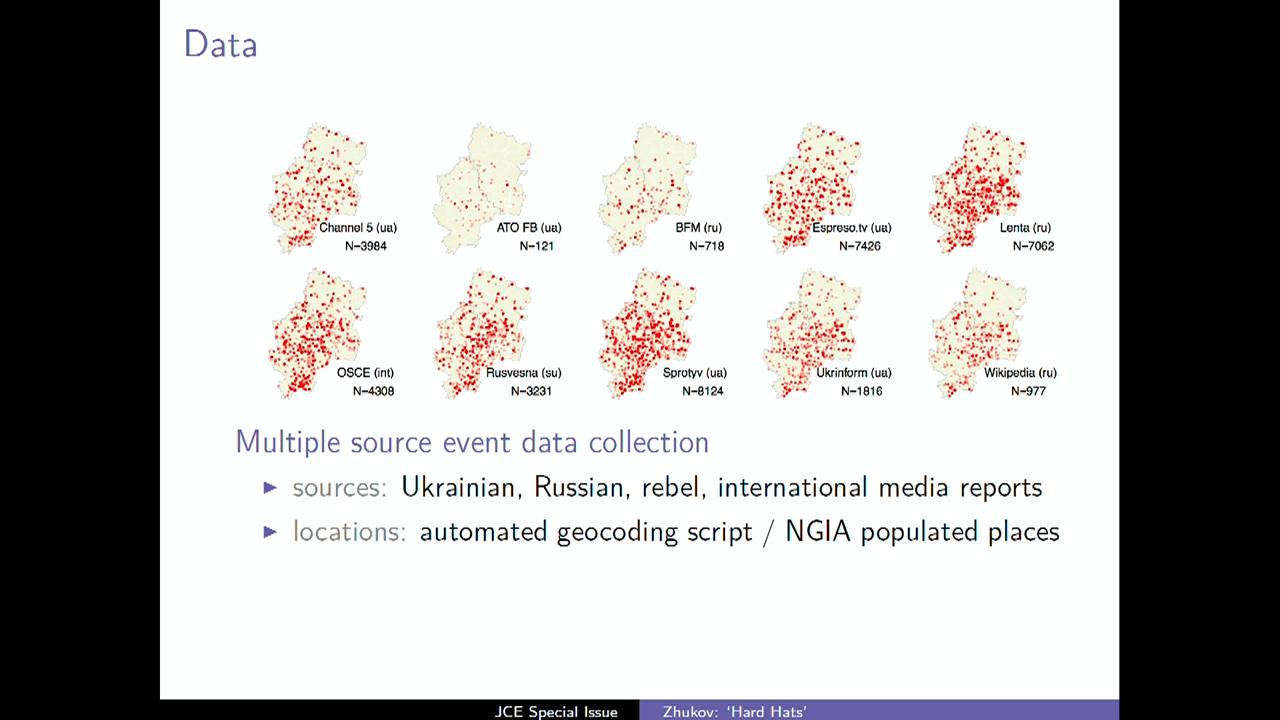 Data
Channel 5 (ua)
N=3984
ATO FB (ua)
N=121
BFM (ru)
N=718
Espreso.tv (ua)
N=7426
Lenta (ru)
N=7062
OSCE (int)
N=4308
Rusvesna (su)
N=3231
Sprotyv (ua)
N=8124
Ukrinform (ua)
N=1816
Wikipedia (ru)
N=977
Multiple source event data collection
sources: Ukrainian, Russian, rebel, international media reports
locations: automated geocoding script / NGIA populated places
JCE Special Issue
Zhukov: ‘Hard Hats’